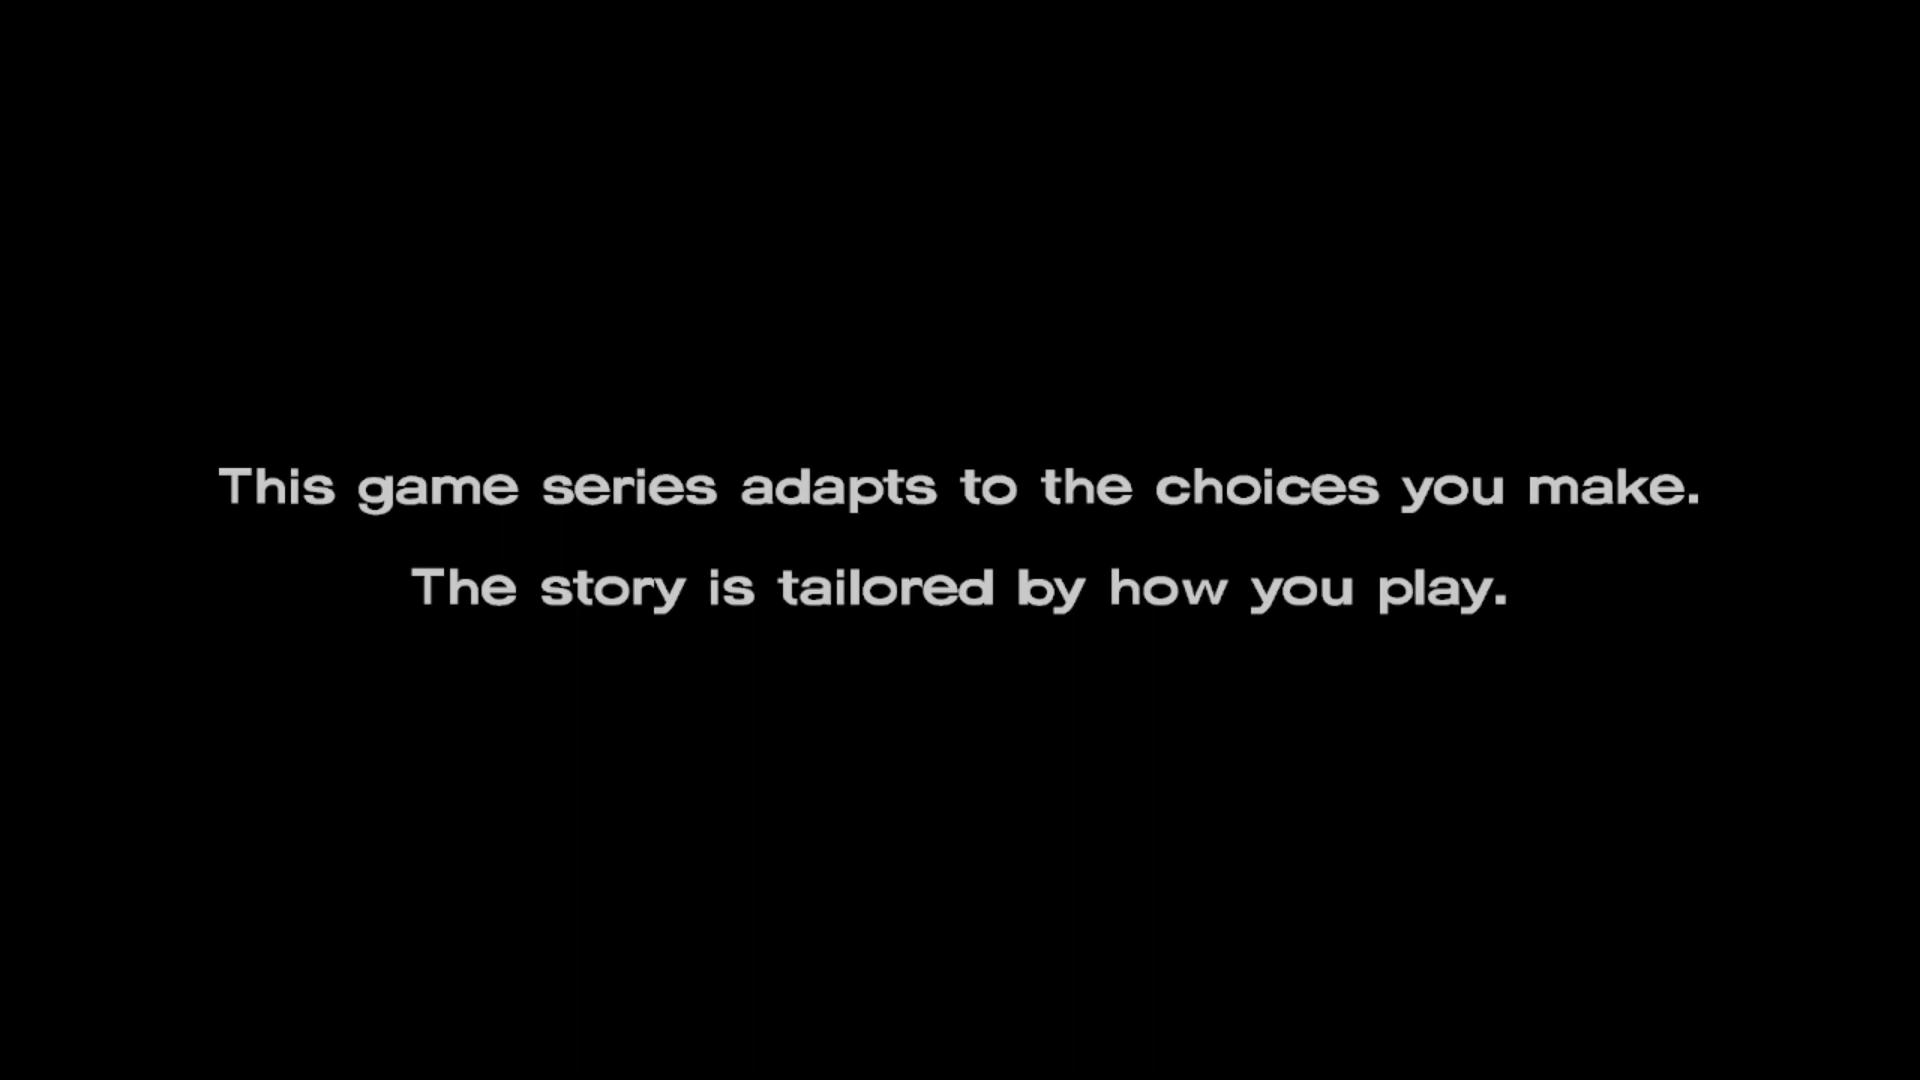 This game series adapts to the choices you make.
The story is tailored by how you play.